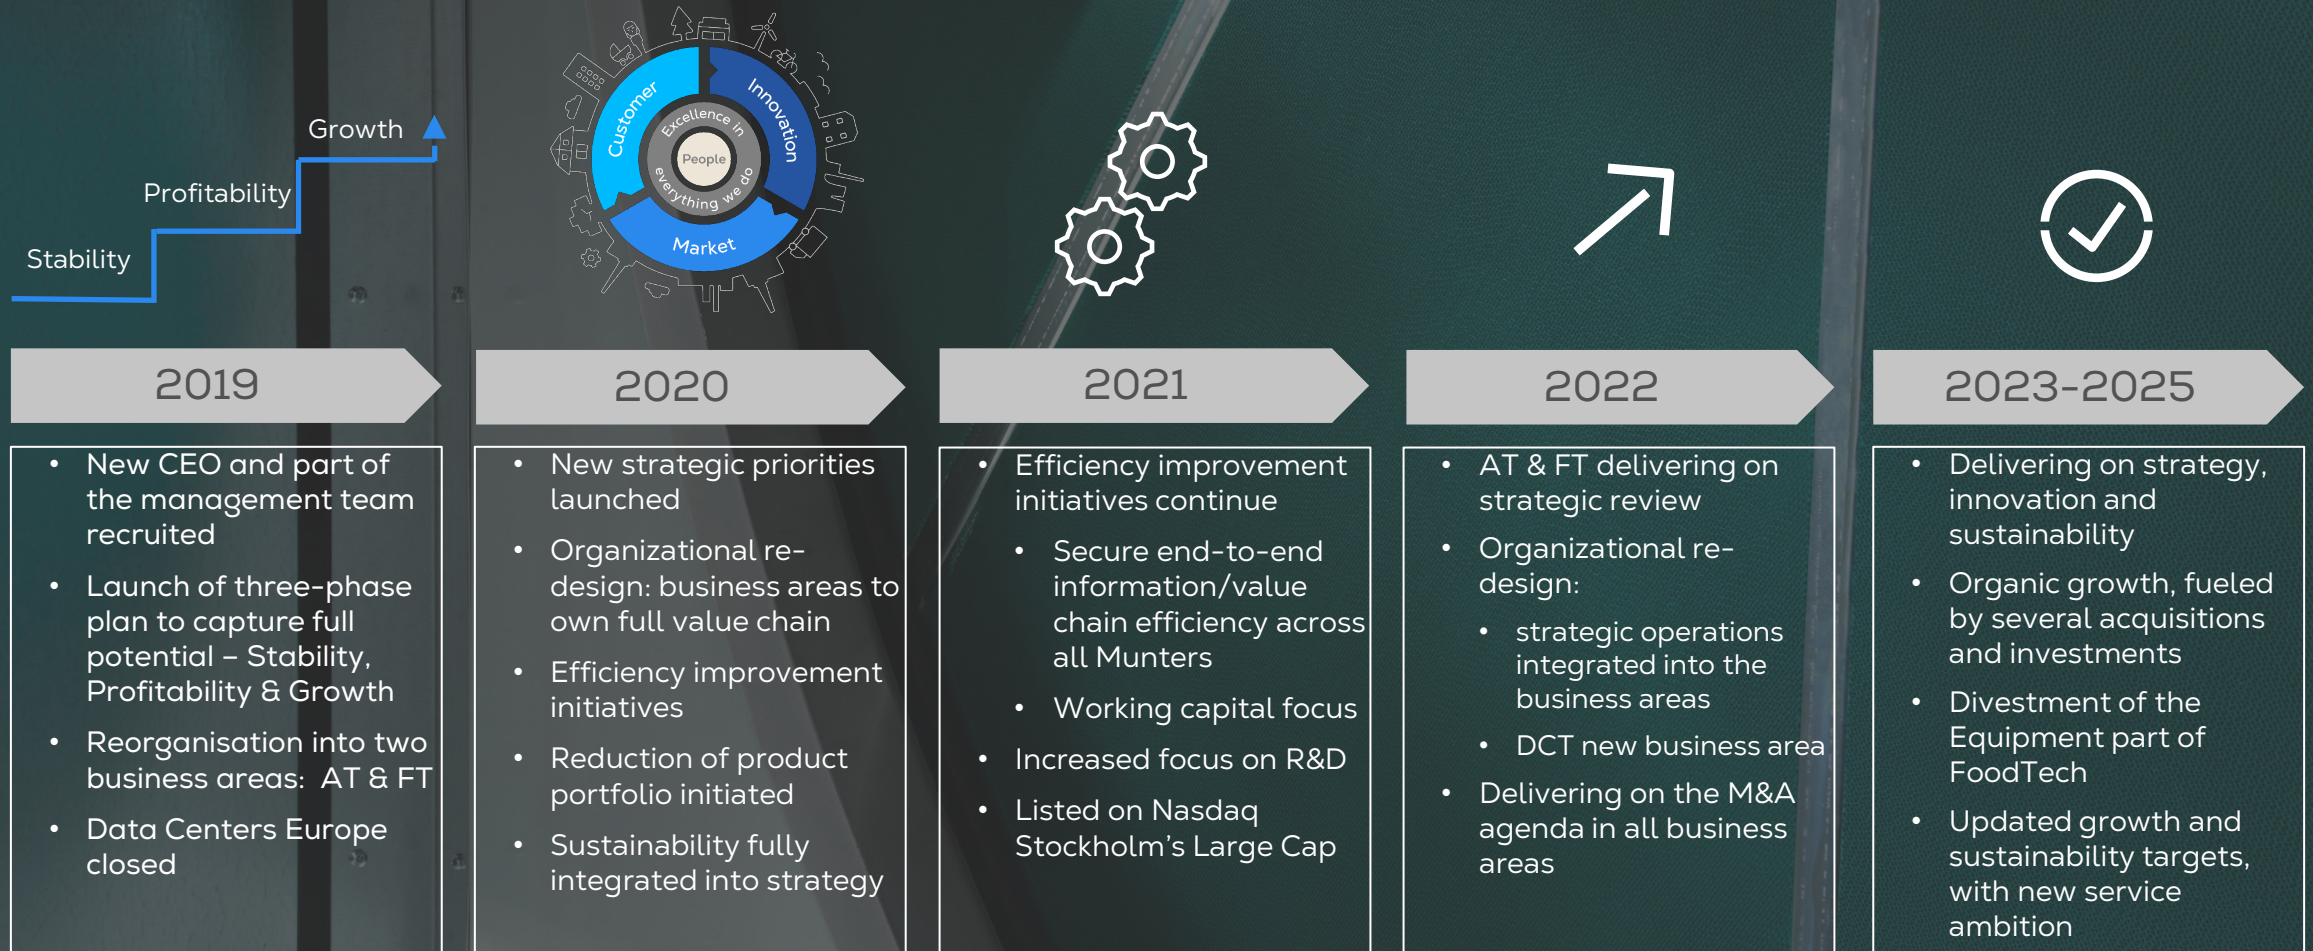 Growth
Profitability
Stability
Customer
Innovation
Excellence in
People
everything we do
Market
2019
• New CEO and part of
the management team
recruited
• Launch of three-phase
plan to capture full
potential – Stability,
Profitability & Growth
• Reorganisation into two
business areas: AT & FT
• Data Centers Europe
closed
2020
• New strategic priorities
launched
• Organizational re-
design: business areas to
own full value chain
• Efficiency improvement
initiatives
• Reduction of product
portfolio initiated
• Sustainability fully
integrated into strategy
2021
• Efficiency improvement
initiatives continue
• Secure end-to-end
information/value
chain efficiency across
all Munters
• Working capital focus
• Increased focus on R&D
• Listed on Nasdaq
Stockholm’s Large Cap
2022
• AT & FT delivering on
strategic review
• Organizational re-
design:
• strategic operations
integrated into the
business areas
• DCT new business area
• Delivering on the M&A
agenda in all business
areas
2023-2025
• Delivering on strategy,
innovation and
sustainability
• Organic growth, fueled
by several acquisitions
and investments
• Divestment of the
Equipment part of
FoodTech
• Updated growth and
sustainability targets,
with new service
ambition